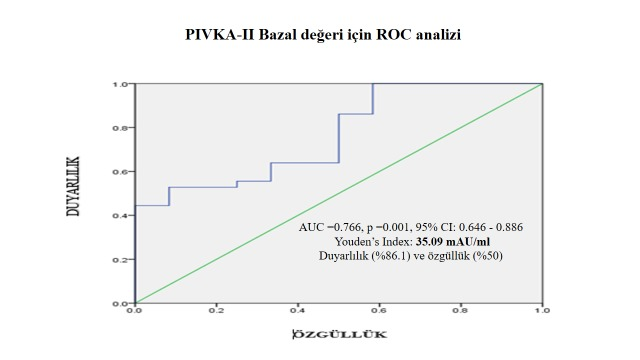 PIVKA-II Bazal değeri için ROC analizi
1.0
0.8
0.6
0.4
0.2
0.0
DUYARLILIK
AUC =0.766, p =0.001, 95% CI: 0.646 - 0.886
Youden's Index: 35.09 mAU/ml
Duyarlılık (%86.1) ve özgüllük (%50)
0.0 0.2 0.4 0.6 0.8 1.0
ÖZGÜLLÜK